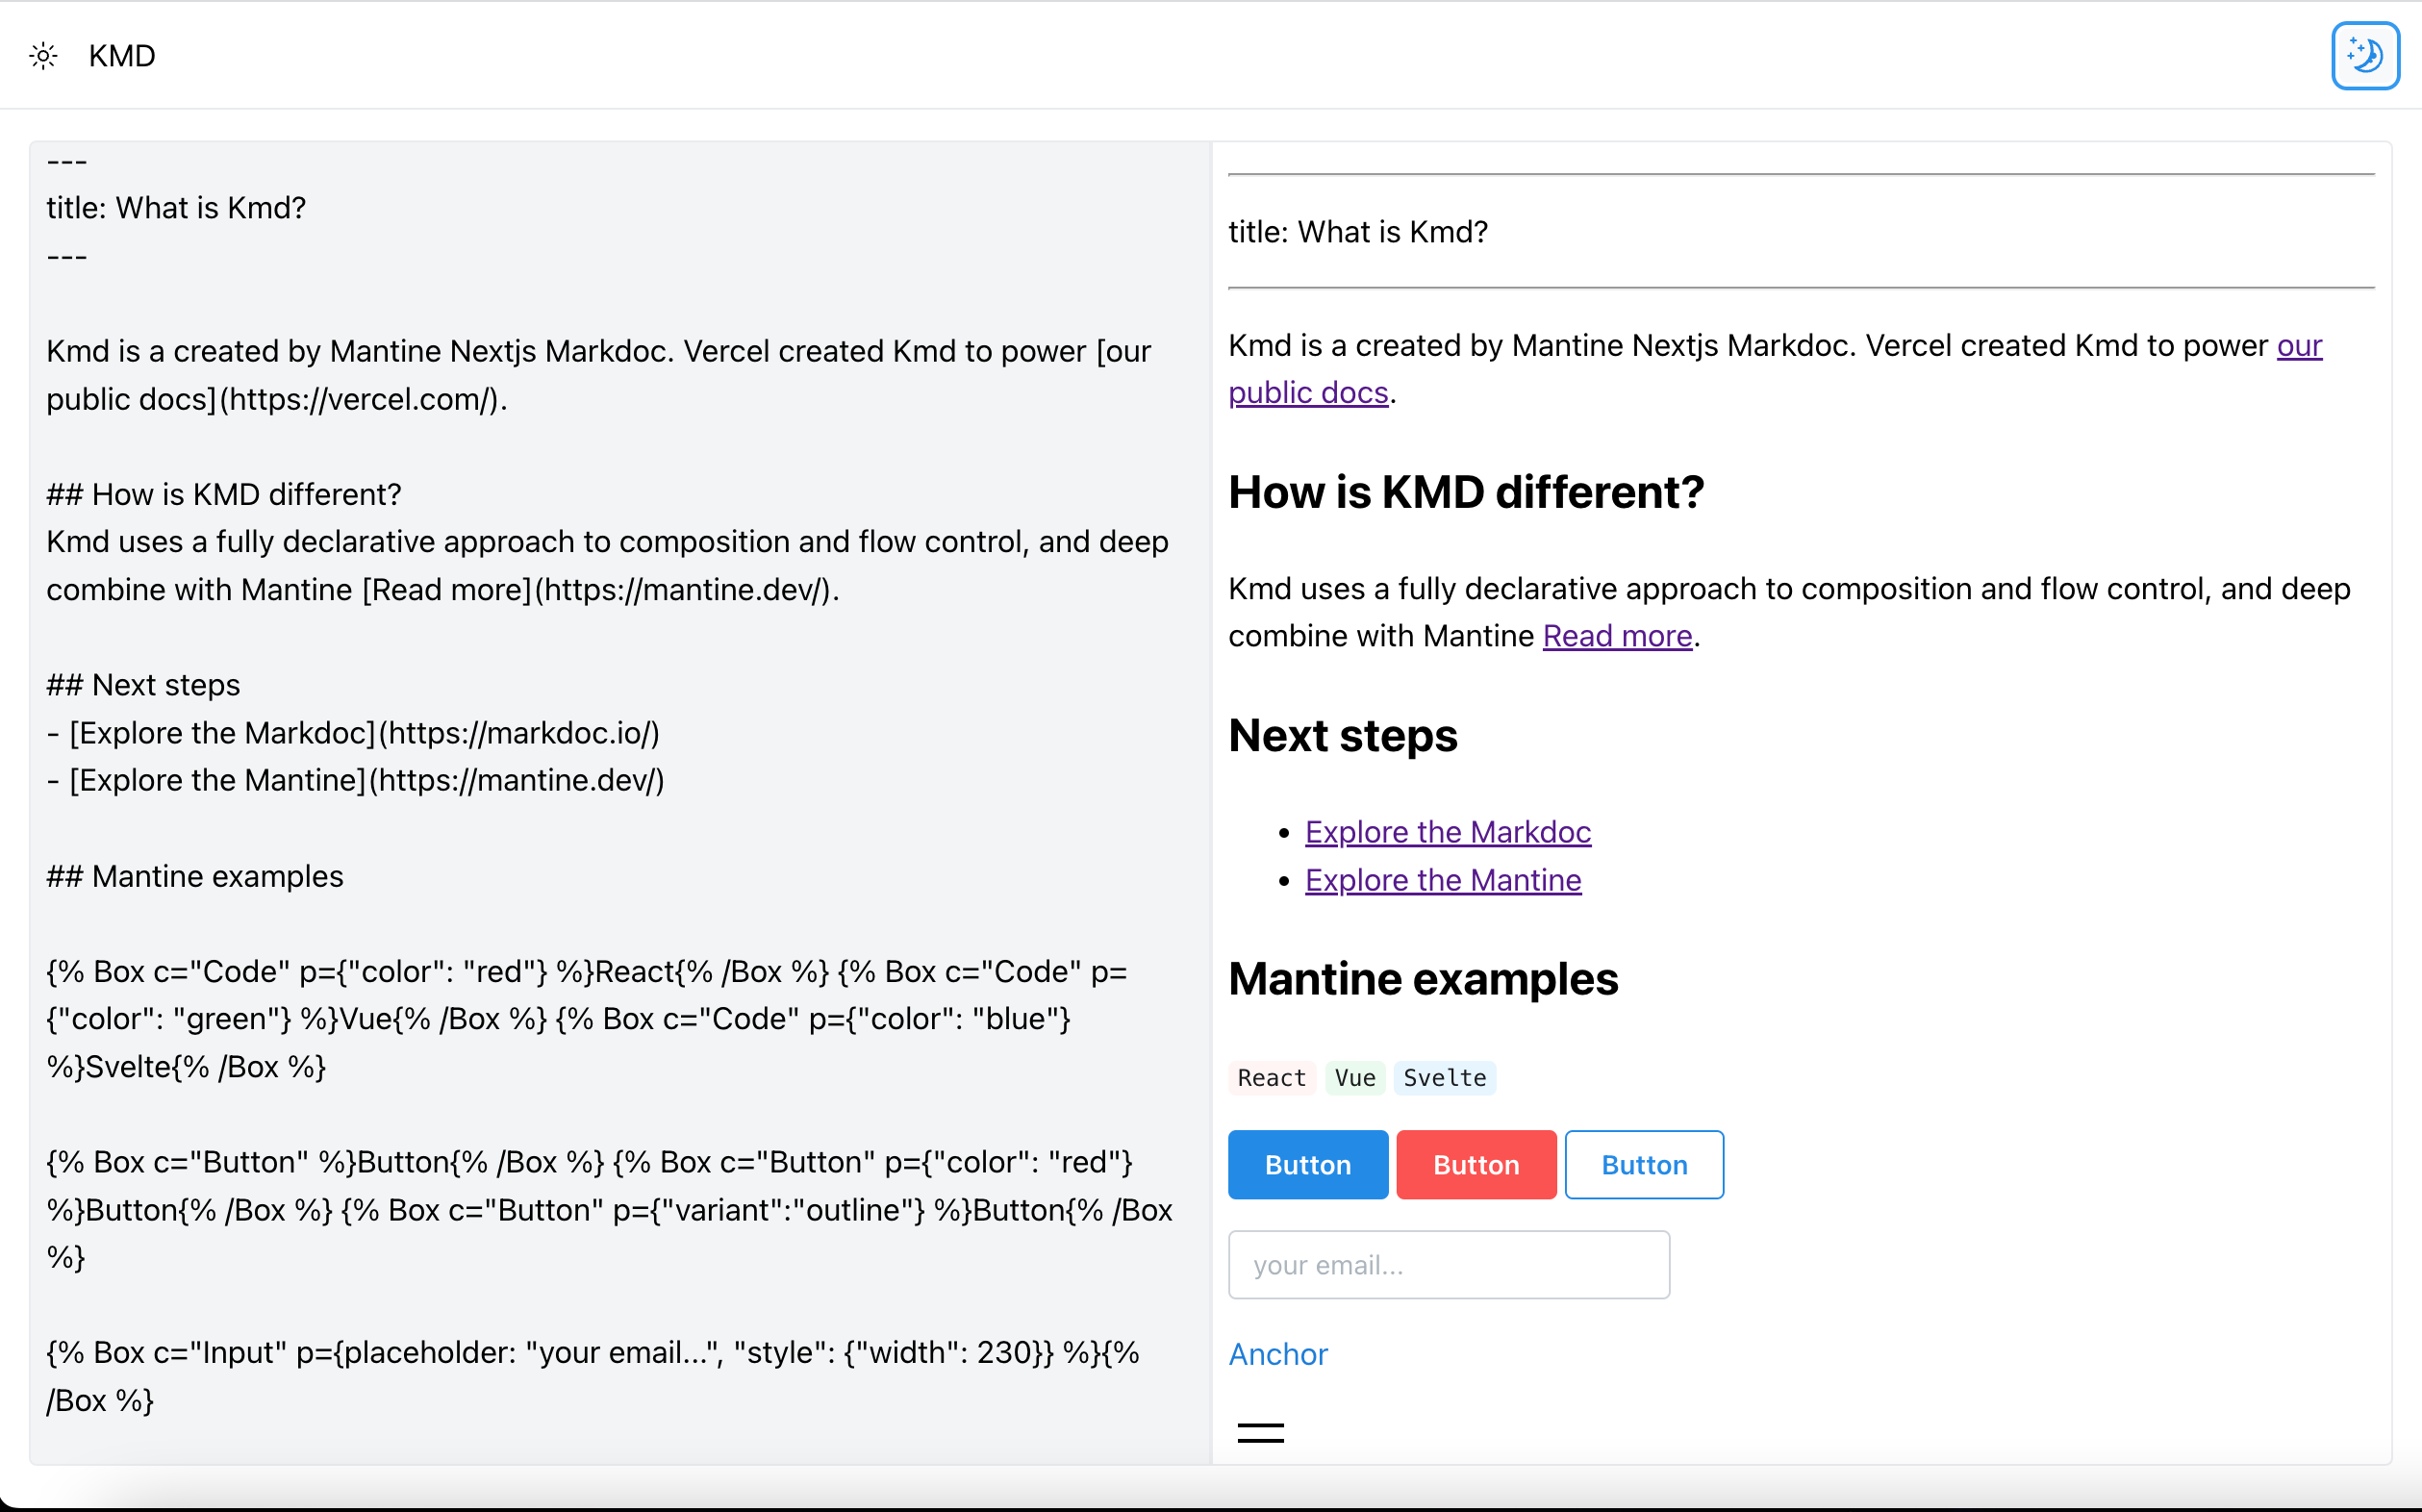 KMD
---
title: What is Kmd?
---
Kmd is a created by Mantine Nextjs Markdoc. Vercel created Kmd to power [our
public docs](https://vercel.com/).
## How is KMD different?
Kmd uses a fully declarative approach to composition and flow control, and deep
combine with Mantine [Read more](https://mantine.dev/).
## Next steps
- [Explore the Markdoc](https://markdoc.io/)
- [Explore the Mantine](https://mantine.dev/)
## Mantine examples
{% Box c="Code" p={"color": "red"} %}React{% /Box %} {% Box c="Code" p=
{"color": "green"} %}Vue{% /Box %} {% Box c="Code" p={"color": "blue"}
%}Svelte{% /Box %}
{% Box c="Button" %}Button{% /Box %} {% Box c="Button" p={"color": "red"}
%}Button{% /Box %} {% Box c="Button" p={"variant":"outline"} %}Button{% /Box
%}
{% Box c="Input" p={placeholder: "your email...", "style": {"width": 230}} %}{%
/Box %}
title: What is Kmd?
Kmd is a created by Mantine Nextjs Markdoc. Vercel created Kmd to power our
public docs.
How is KMD different?
Kmd uses a fully declarative approach to composition and flow control, and deep
combine with Mantine Read more.
Next steps
• Explore the Markdoc
• Explore the Mantine
Mantine examples
React Vue Svelte
Button Button Button
your email...
Anchor